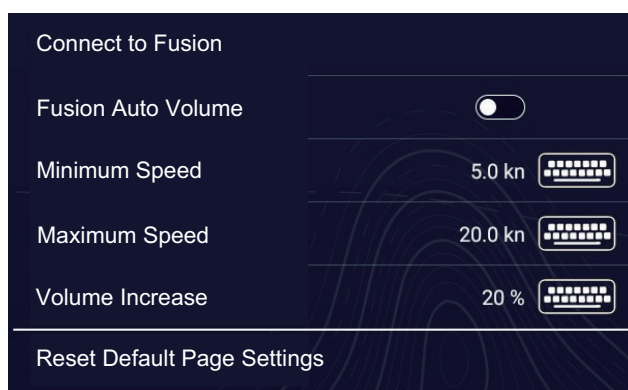 Connect to Fusion
Fusion Auto Volume
Minimum Speed 5.0 kn
Maximum Speed 20.0 kn
Volume Increase 20 %
Reset Default Page Settings